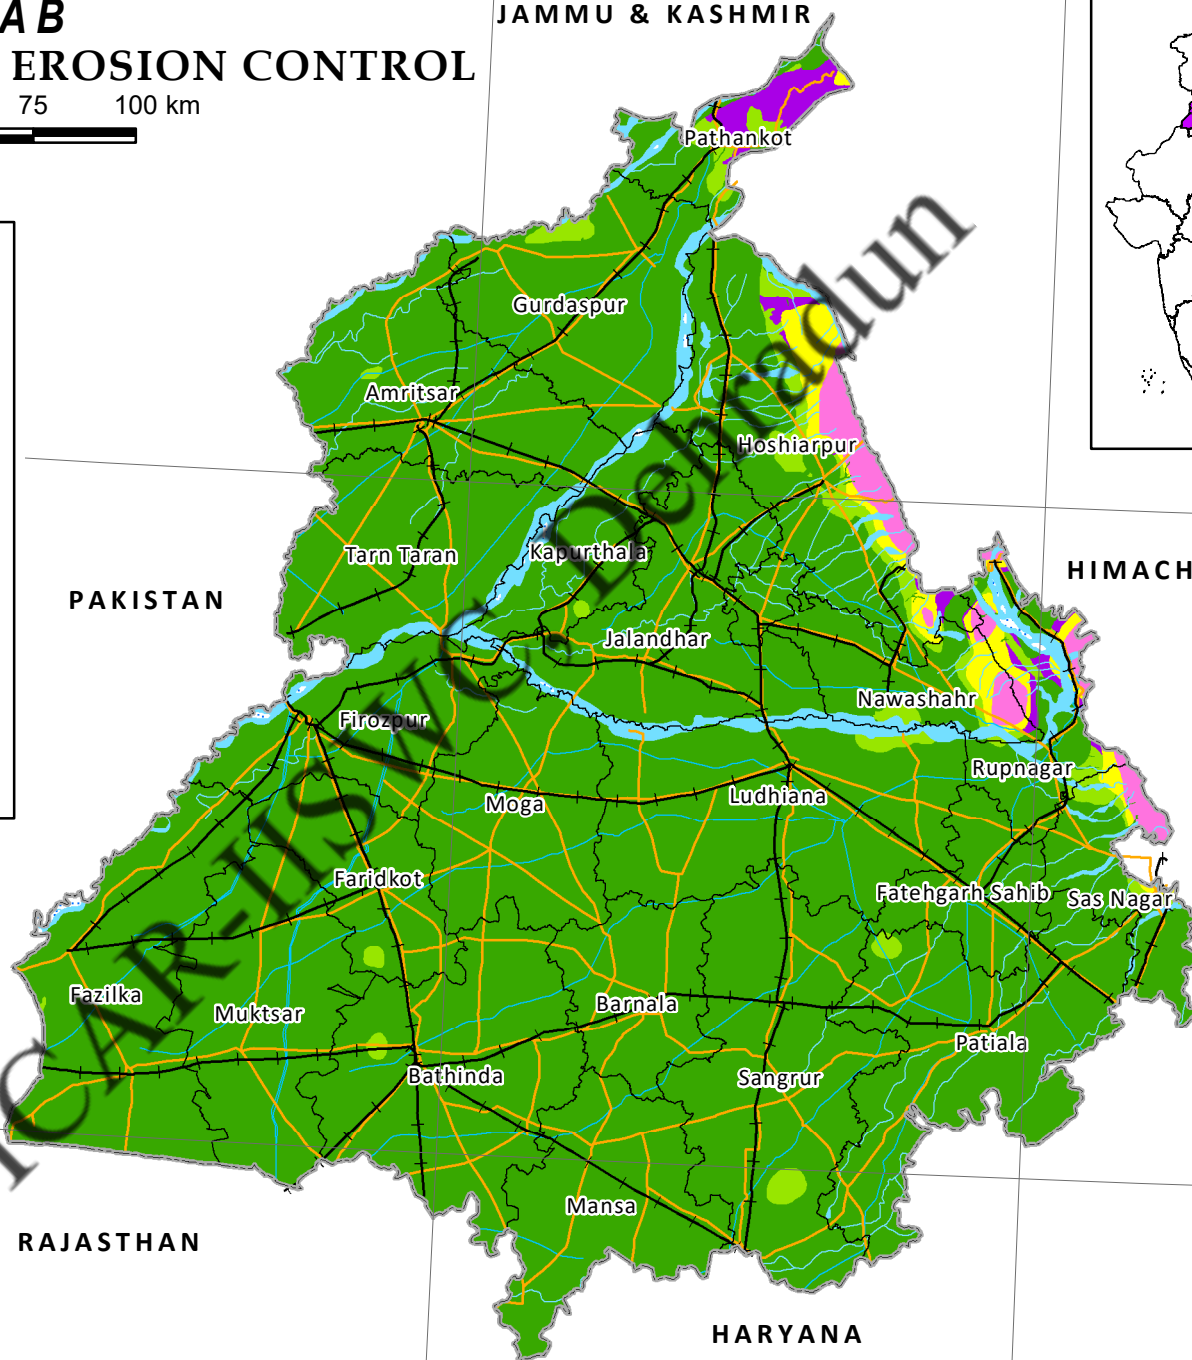 AB
JAMMU & KASHMIR
EROSION CONTROL
75 100 km
Pathankot
Gurdaspur
Amritsar
Hoshiarpur
Tarn Taran
Kapurthala
HIMACH
PAKISTAN
Jalandhar
Nawashahr
Firozpur
Rupnagar
Moga
Ludhiana
Faridkot
Fatehgarh Sahib
Sas Nagar
Fazilka
Muktsar
Barnala
Patiala
Bathinda
Sangrur
Mansa
RAJASTHAN
HARYANA
ICAR-IISWC, Dehradun